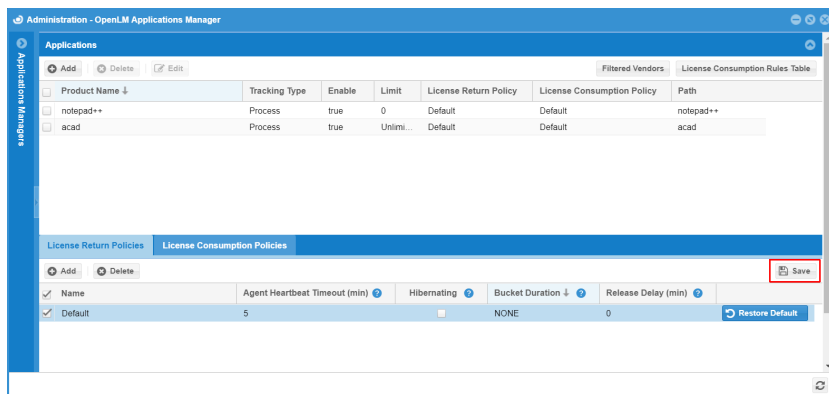 Administration - OpenLM Applications Manager
Applications Managers
Applications
Add Delete Edit Filtered Vendors License Consumption Rules Table
Product Name Tracking Type Enable Limit License Return Policy License Consumption Policy Path
notepad++ Process true 0 Default Default notepad++
acad Process true Unlimi... Default Default acad
License Return Policies License Consumption Policies
Add Delete Save
Name Agent Heartbeat Timeout (min) ? Hibernating ? Bucket Duration ? Release Delay (min) ?
Default 5 NONE 0 Restore Default